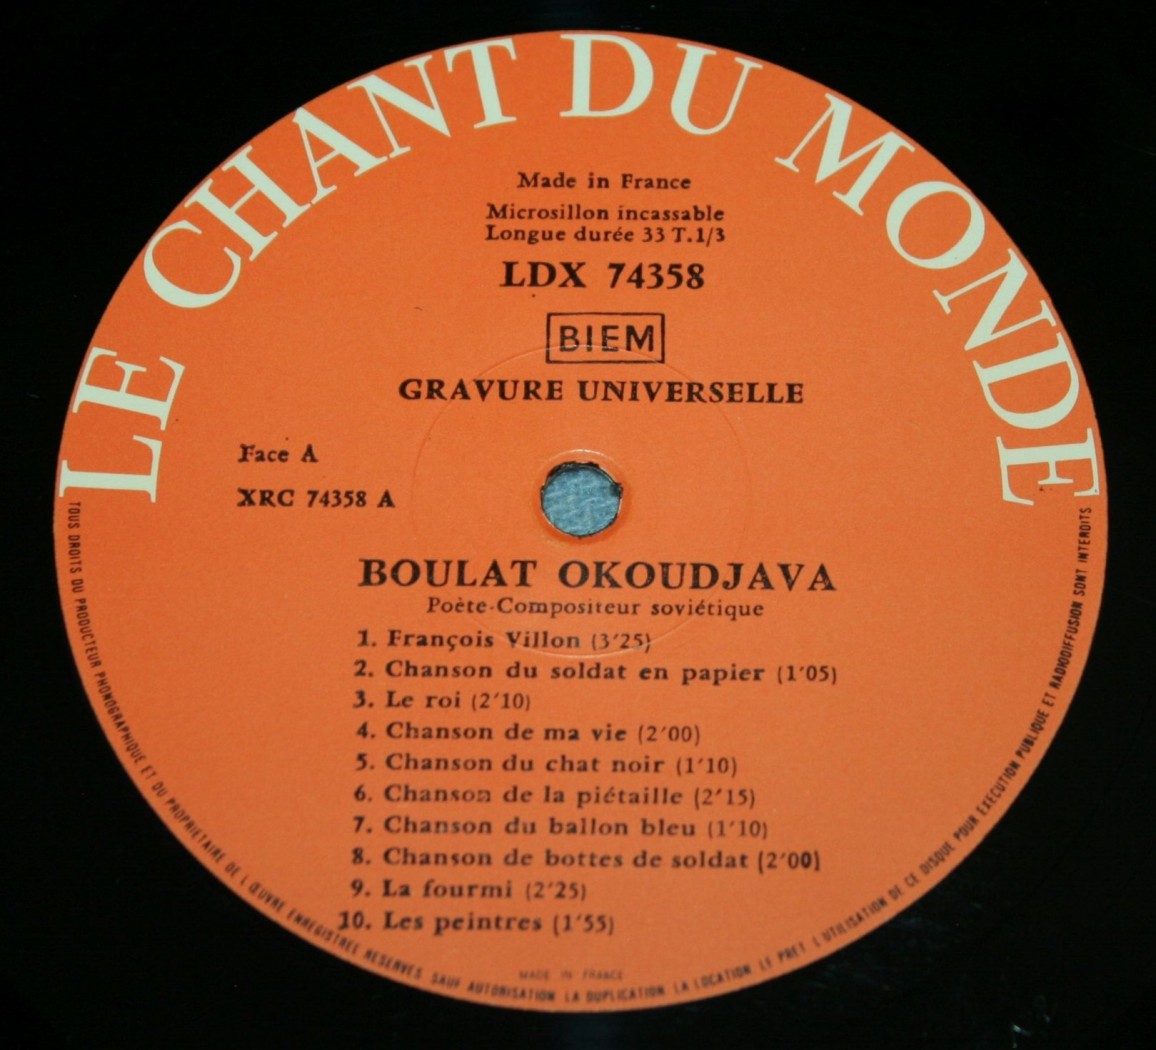 LE CHANT DU MONDE
Made in France
Microsillon incassable
Longue durée 33 T.1/3
LDX 74358
BIEM
GRAVURE UNIVERSELLE
Face A
XRC 74358 A
BOULAT OKOUDJAVA
Poète-Compositeur soviétique
1. François Villon (3'25)
2. Chanson du soldat en papier (1'05)
3. Le roi (2'10)
4. Chanson de ma vie (2'00)
5. Chanson du chat noir (1'10)
6. Chanson de la piétaille (2'15)
7. Chanson du ballon bleu (1'10)
8. Chanson de bottes de soldat (2'00)
9. La fourmi (2'25)
10. Les peintres (1'55)
MADE IN FRANCE
TOUS DROITS DU PRODUCTEUR PHONOGRAPHIQUE ET DU PROPRIETAIRE DE L'ŒUVRE ENREGISTREE RESERVES SAUF AUTORISATION LA DUPLICATION LA LOCATION LE PRET L'UTILISATION DE CE DISQUE POUR EXECUTION PUBLIQUE ET RADIODIFFUSION SONT INTERDITS